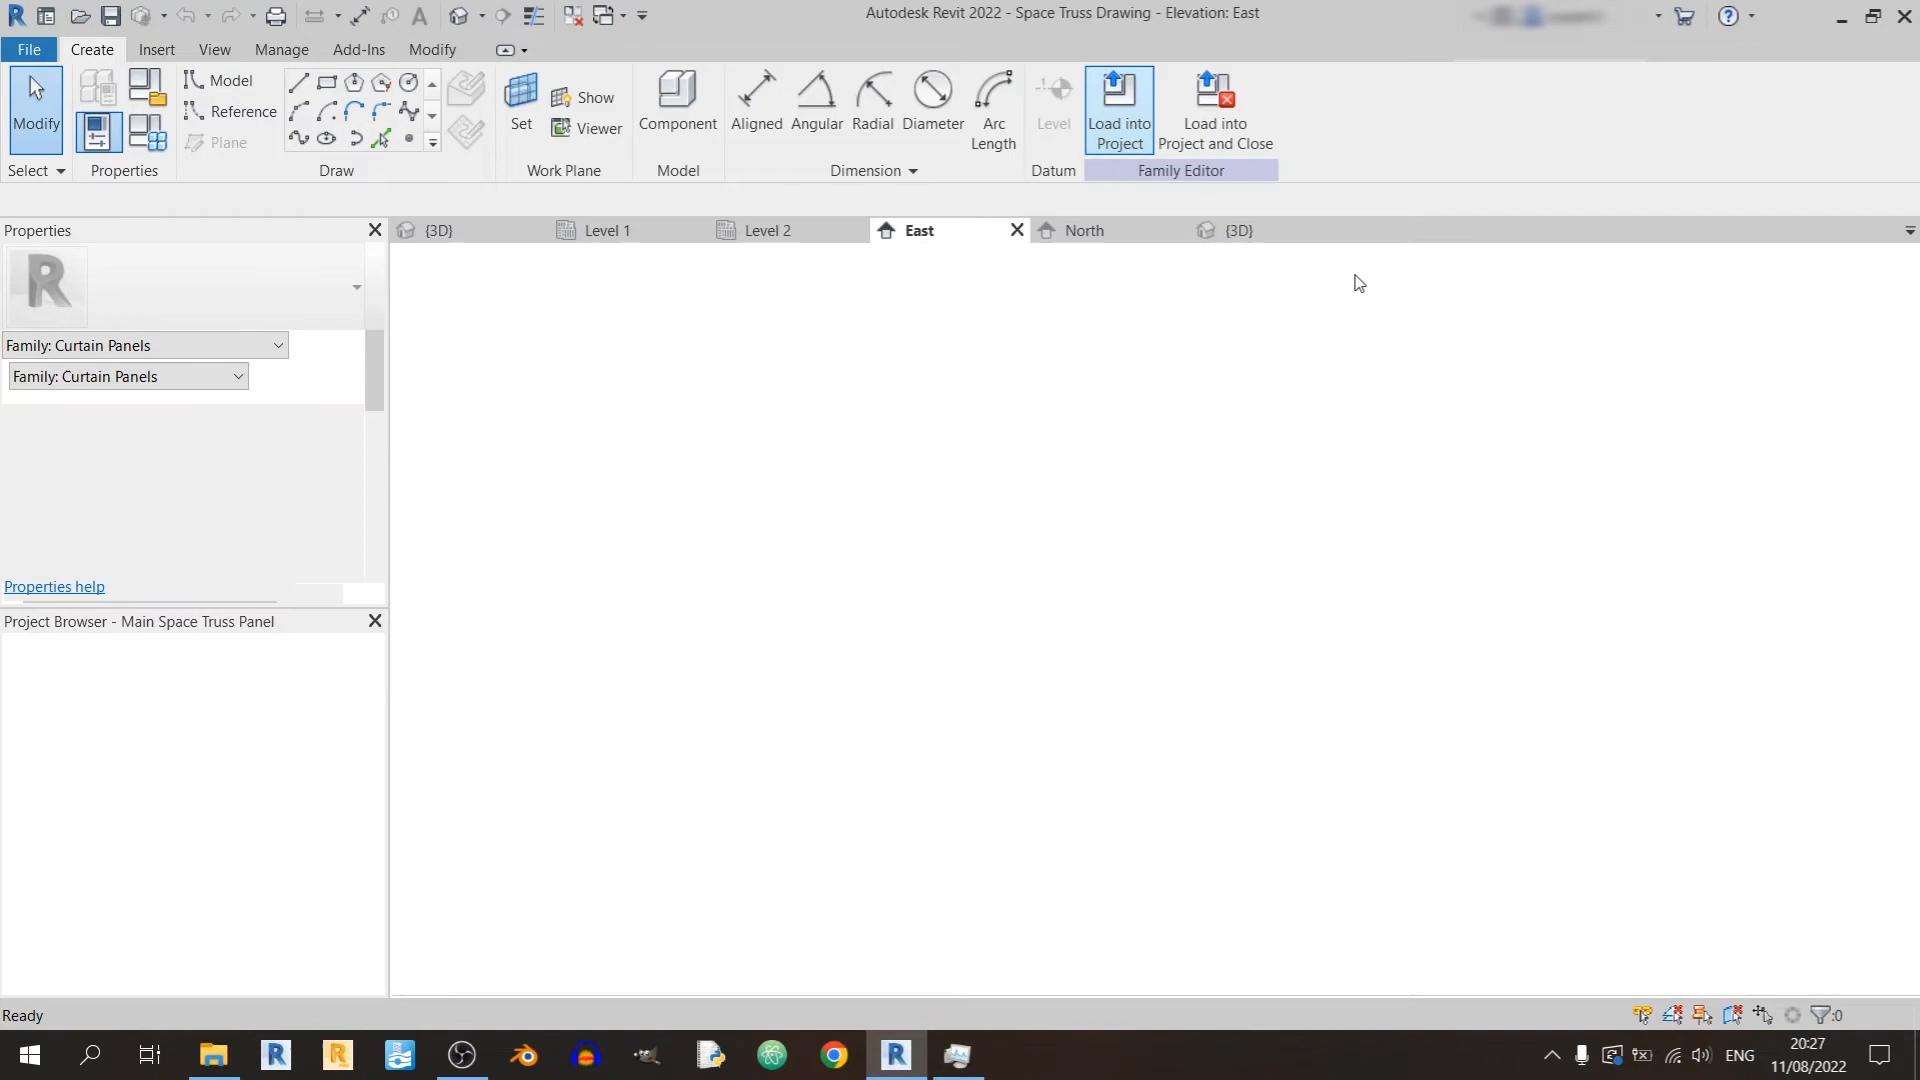 Autodesk Revit 2022 - Space Truss Drawing - Elevation: East
File Create Insert View Manage Add-Ins Modify
Modify
Model
Reference
Plane
Set
Show
Viewer
Component
Aligned Angular Radial Diameter Arc Length
Level
Load into Project
Load into Project and Close
Select Properties Draw Work Plane Model Dimension Datum Family Editor
Properties
{3D} Level 1 Level 2 East North {3D}
Family: Curtain Panels
Family: Curtain Panels
Properties help
Project Browser - Main Space Truss Panel
Ready
:0
ENG
20:27
11/08/2022